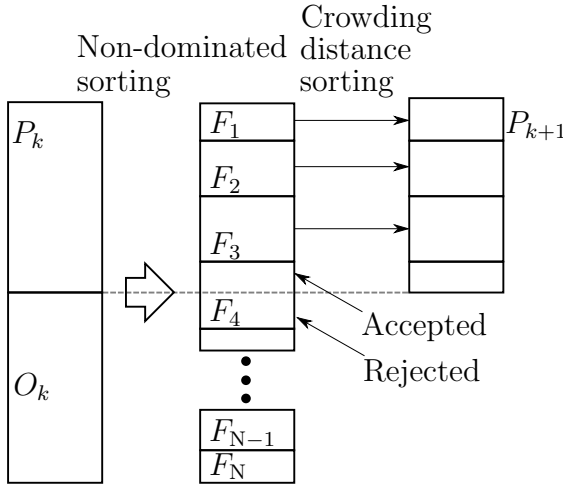 Non-dominated
sorting
Crowding
distance
sorting
P_k
O_k
F_1
F_2
F_3
F_4
F_{N−1}
F_N
P_{k+1}
Accepted
Rejected